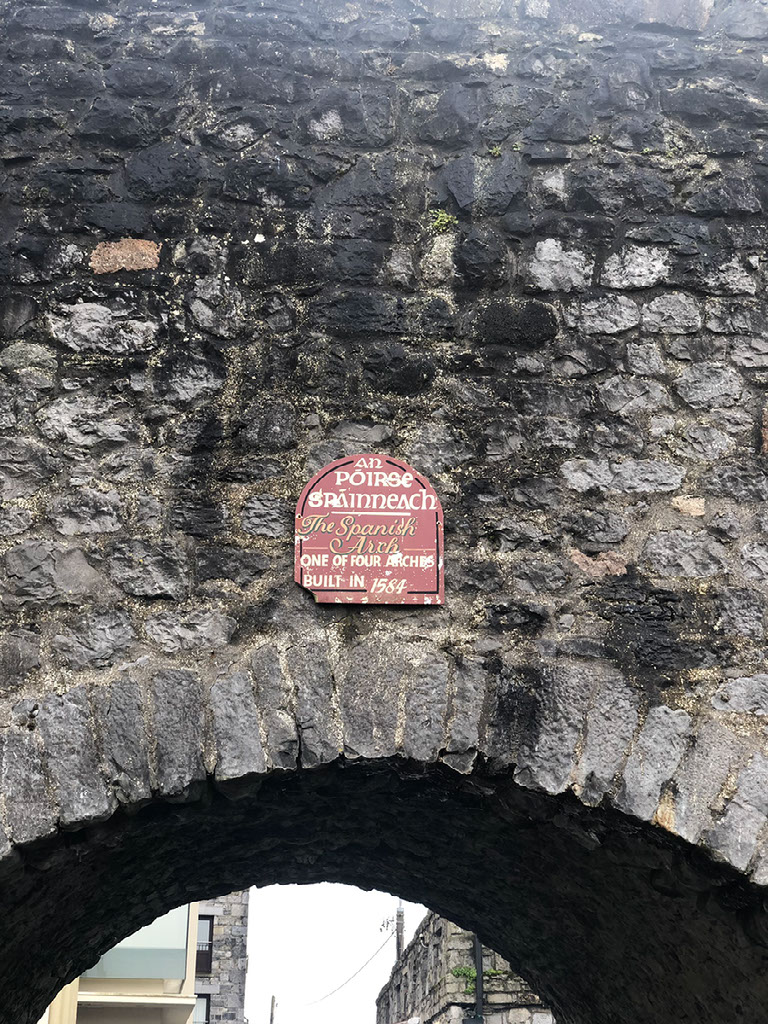 An
Póirse
Spáinneach
The Spanish
Arch
ONE OF FOUR ARCHES
BUILT IN 1584